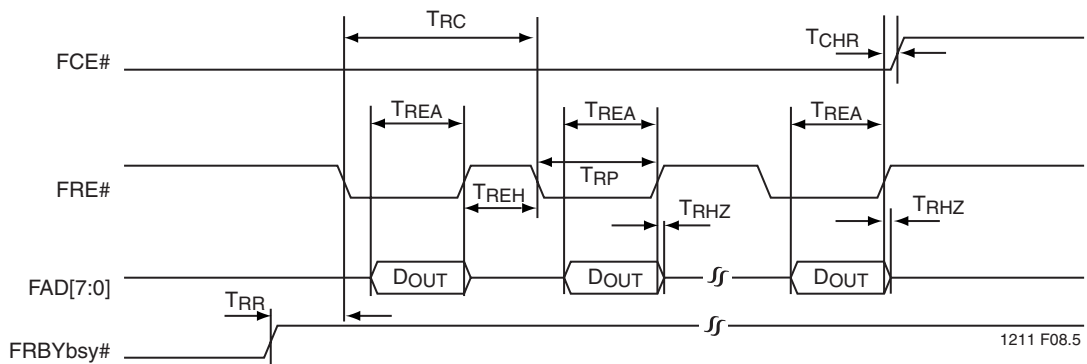 TRC
TCHR
FCE#
TREA
TREA
TREA
TRP
FRE#
TREH
TRHZ
TRHZ
DOUT
DOUT
DOUT
FAD[7:0]
TRR
FRBYbsy#
1211 F08.5